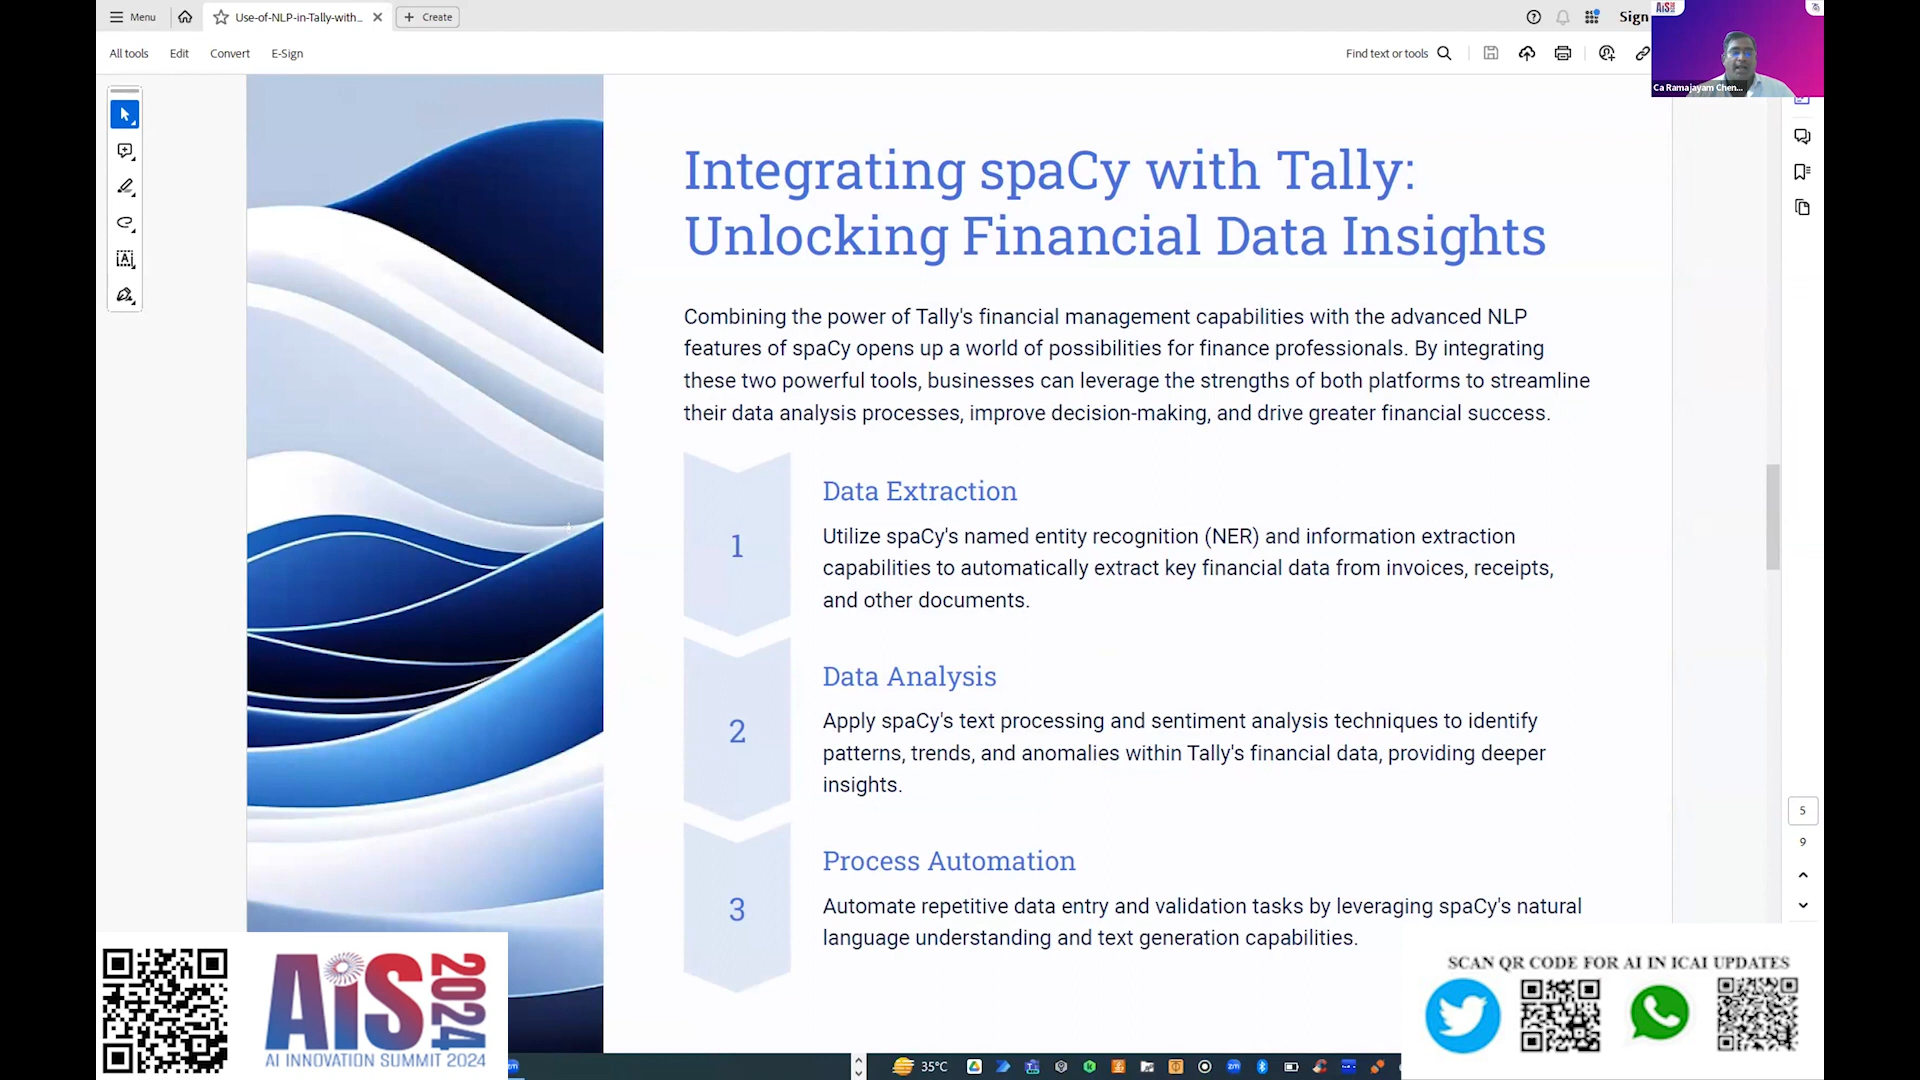 Menu
Use-of-NLP-in-Tally-with...
Create
Sign
AiS
All tools
Edit
Convert
E-Sign
Find text or tools
Ca Ramajayam Chen...
Integrating spaCy with Tally:
Unlocking Financial Data Insights
Combining the power of Tally's financial management capabilities with the advanced NLP
features of spaCy opens up a world of possibilities for finance professionals. By integrating
these two powerful tools, businesses can leverage the strengths of both platforms to streamline
their data analysis processes, improve decision-making, and drive greater financial success.
1
Data Extraction
Utilize spaCy's named entity recognition (NER) and information extraction
capabilities to automatically extract key financial data from invoices, receipts,
and other documents.
2
Data Analysis
Apply spaCy's text processing and sentiment analysis techniques to identify
patterns, trends, and anomalies within Tally's financial data, providing deeper
insights.
3
Process Automation
Automate repetitive data entry and validation tasks by leveraging spaCy's natural
language understanding and text generation capabilities.
5
9
AiS 2024
AI INNOVATION SUMMIT 2024
SCAN QR CODE FOR AI IN ICAI UPDATES
35°C